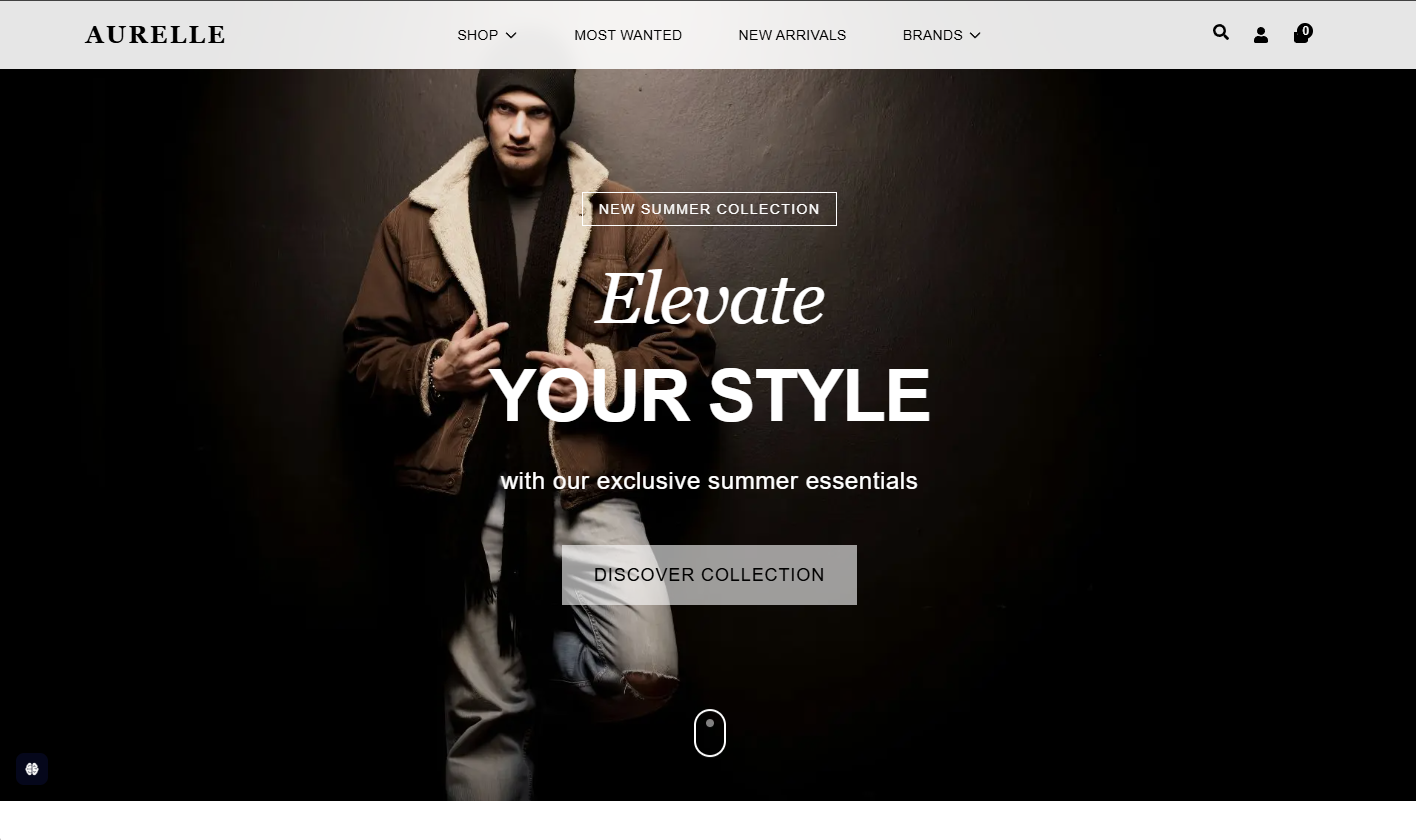 AURELLE
SHOP
MOST WANTED
NEW ARRIVALS
BRANDS
0
NEW SUMMER COLLECTION
Elevate
YOUR STYLE
with our exclusive summer essentials
DISCOVER COLLECTION